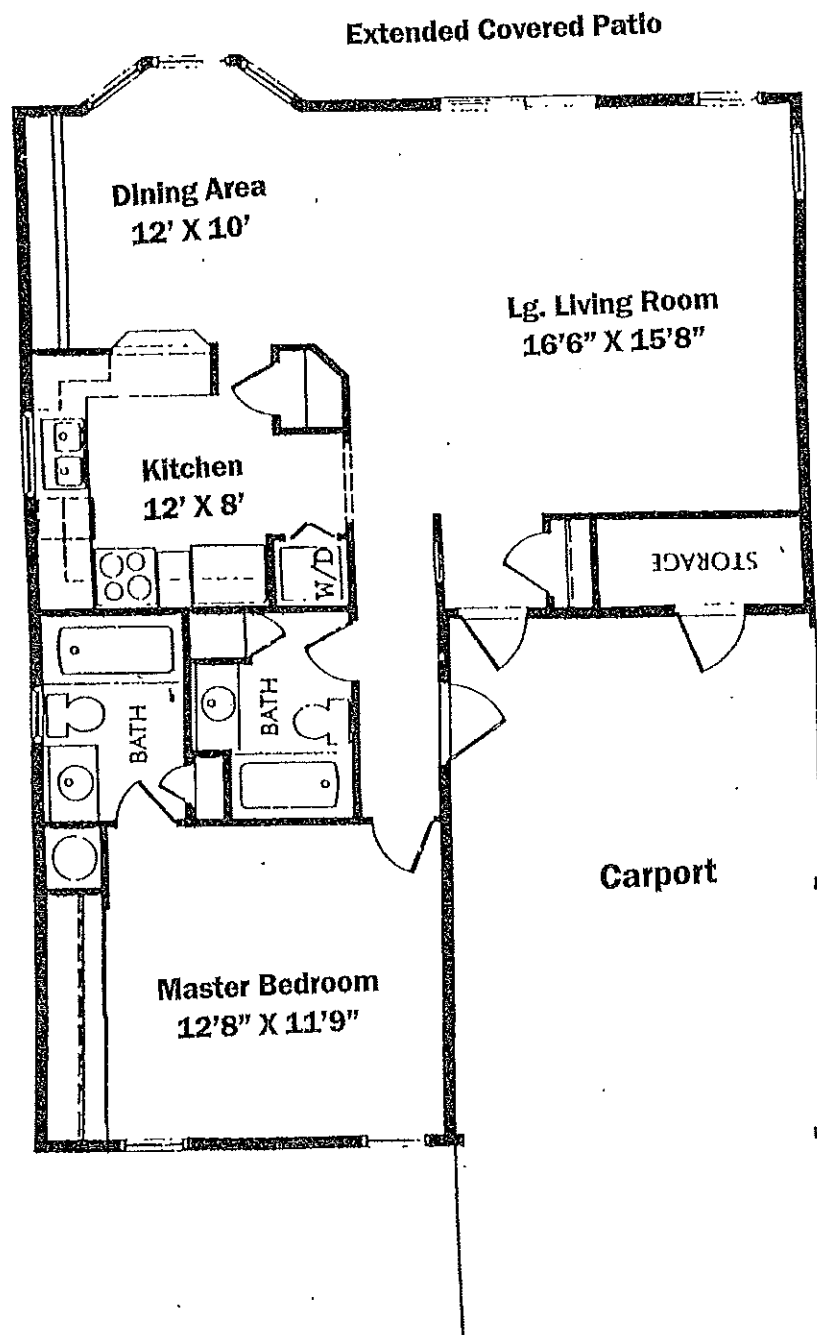 Extended Covered Patio
Dining Area
12' X 10'
Lg. Living Room
16'6” X 15'8”
Kitchen
12' X 8'
W/D
STORAGE
BATH
BATH
Carport
Master Bedroom
12'8” X 11'9”